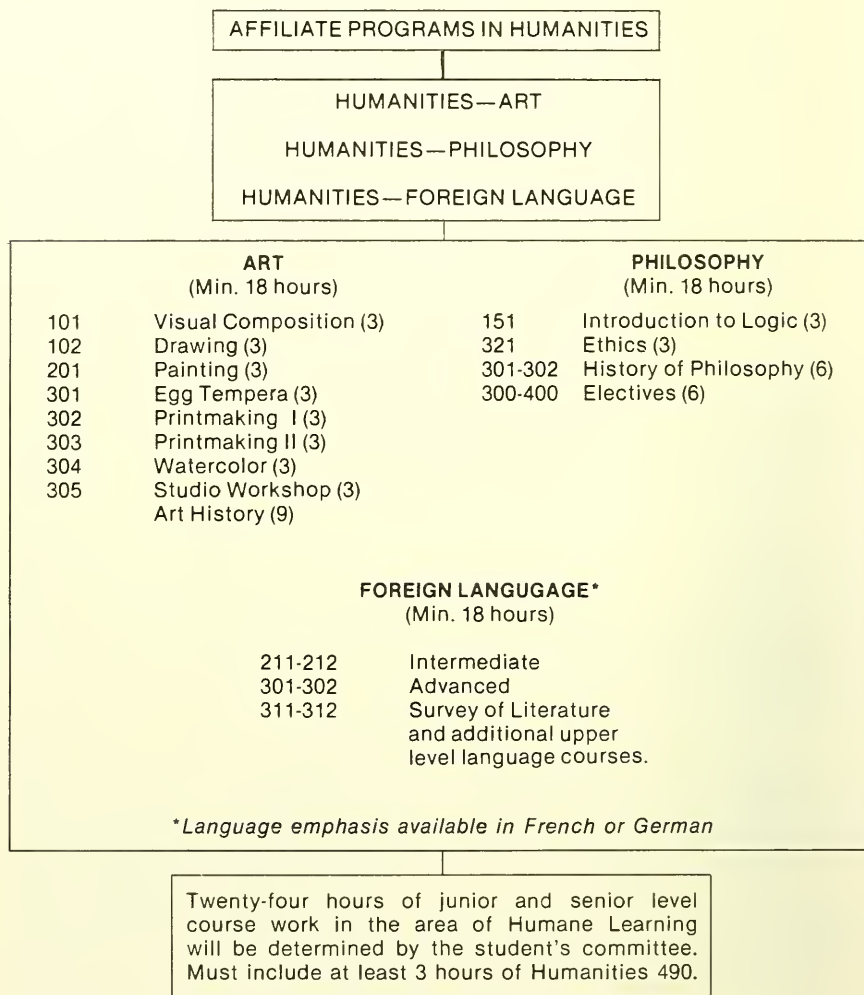 AFFILIATE PROGRAMS IN HUMANITIES
HUMANITIES—ART
HUMANITIES—PHILOSOPHY
HUMANITIES—FOREIGN LANGUAGE
ART
(Min. 18 hours)
101 Visual Composition (3)
102 Drawing (3)
201 Painting (3)
301 Egg Tempera (3)
302 Printmaking I (3)
303 Printmaking II (3)
304 Watercolor (3)
305 Studio Workshop (3)
Art History (9)
PHILOSOPHY
(Min. 18 hours)
151 Introduction to Logic (3)
321 Ethics (3)
301-302 History of Philosophy (6)
300-400 Electives (6)
FOREIGN LANGUGAGE*
(Min. 18 hours)
211-212 Intermediate
301-302 Advanced
311-312 Survey of Literature
and additional upper
level language courses.
*Language emphasis available in French or German
Twenty-four hours of junior and senior level
course work in the area of Humane Learning
will be determined by the student's committee.
Must include at least 3 hours of Humanities 490.